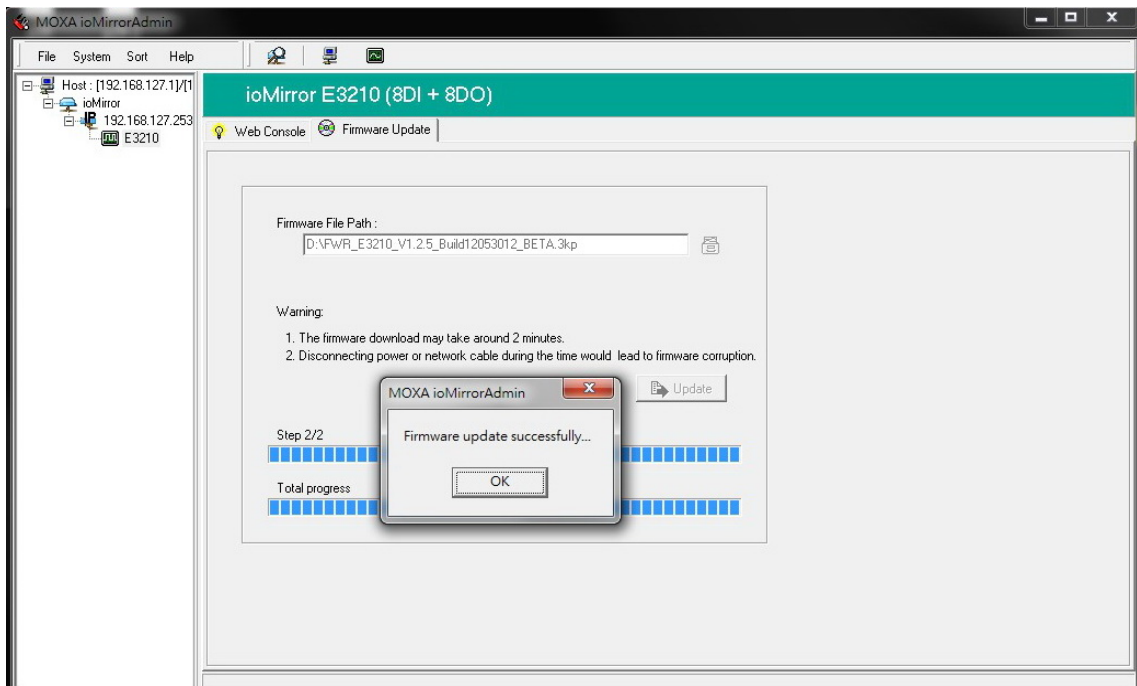 MOXA ioMirrorAdmin
File System Sort Help
Host : [192.168.127.1]/[1
ioMirror
192.168.127.253
E3210
ioMirror E3210 (8DI + 8DO)
Web Console Firmware Update
Firmware File Path :
D:\FWR_E3210_V1.2.5_Build12053012_BETA.3kp
Warning:
1. The firmware download may take around 2 minutes.
2. Disconnecting power or network cable during the time would lead to firmware corruption.
Update
MOXA ioMirrorAdmin
Firmware update successfully...
OK
Step 2/2
Total progress